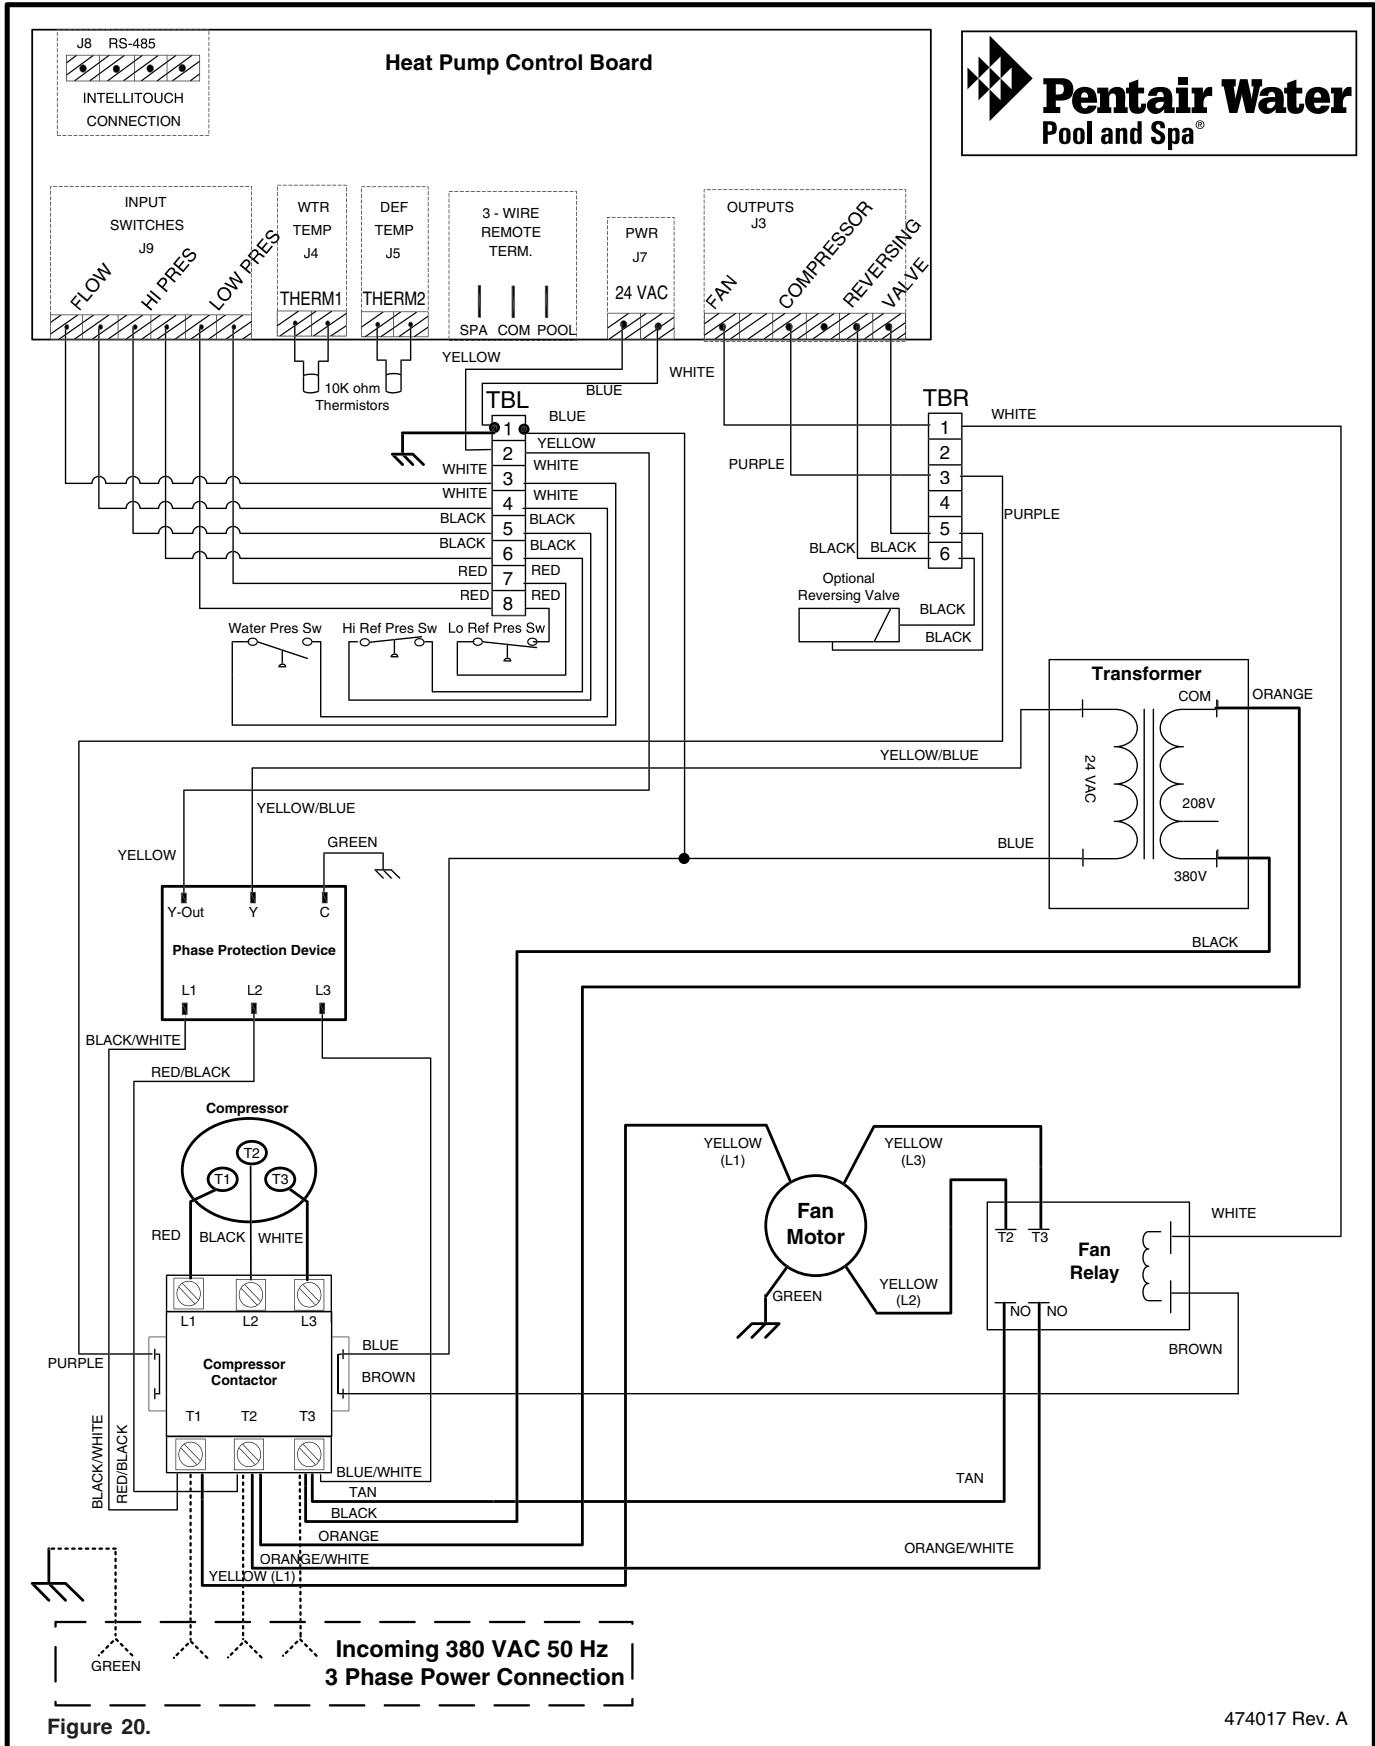 J8 RS-485
INTELLITOUCH
CONNECTION
Heat Pump Control Board
Pentair Water
Pool and Spa®
INPUT
SWITCHES
J9
FLOW
HI PRES
LOW PRES
WTR
TEMP
J4
THERM1
DEF
TEMP
J5
THERM2
3 - WIRE
REMOTE
TERM.
SPA COM POOL
PWR
J7
24 VAC
OUTPUTS
J3
FAN
COMPRESSOR
REVERSING
VALVE
10K ohm
Thermistors
YELLOW
BLUE
WHITE
TBL
BLUE
1
YELLOW
2
WHITE
WHITE
3
WHITE
WHITE
4
BLACK
BLACK
5
BLACK
BLACK
6
RED
RED
7
RED
RED
8
TBR
WHITE
1
2
PURPLE
3
4
PURPLE
5
BLACK BLACK
6
Optional
Reversing Valve
BLACK
BLACK
Water Pres Sw Hi Ref Pres Sw Lo Ref Pres Sw
Transformer
COM
ORANGE
24 VAC
208V
380V
YELLOW/BLUE
BLUE
YELLOW/BLUE
GREEN
YELLOW
Y-Out Y C
Phase Protection Device
L1 L2 L3
BLACK
BLACK/WHITE
RED/BLACK
Compressor
T2
T1 T3
RED BLACK WHITE
L1 L2 L3
PURPLE
Compressor
Contactor
BLUE
BROWN
T1 T2 T3
BLACK/WHITE
RED/BLACK
YELLOW
(L1)
YELLOW
(L3)
Fan
Motor
GREEN
YELLOW
(L2)
T2 T3
Fan
Relay
NO NO
WHITE
BROWN
BLUE/WHITE
TAN
TAN
BLACK
ORANGE
ORANGE/WHITE
ORANGE/WHITE
YELLOW (L1)
GREEN
Incoming 380 VAC 50 Hz
3 Phase Power Connection
Figure 20.
474017 Rev. A